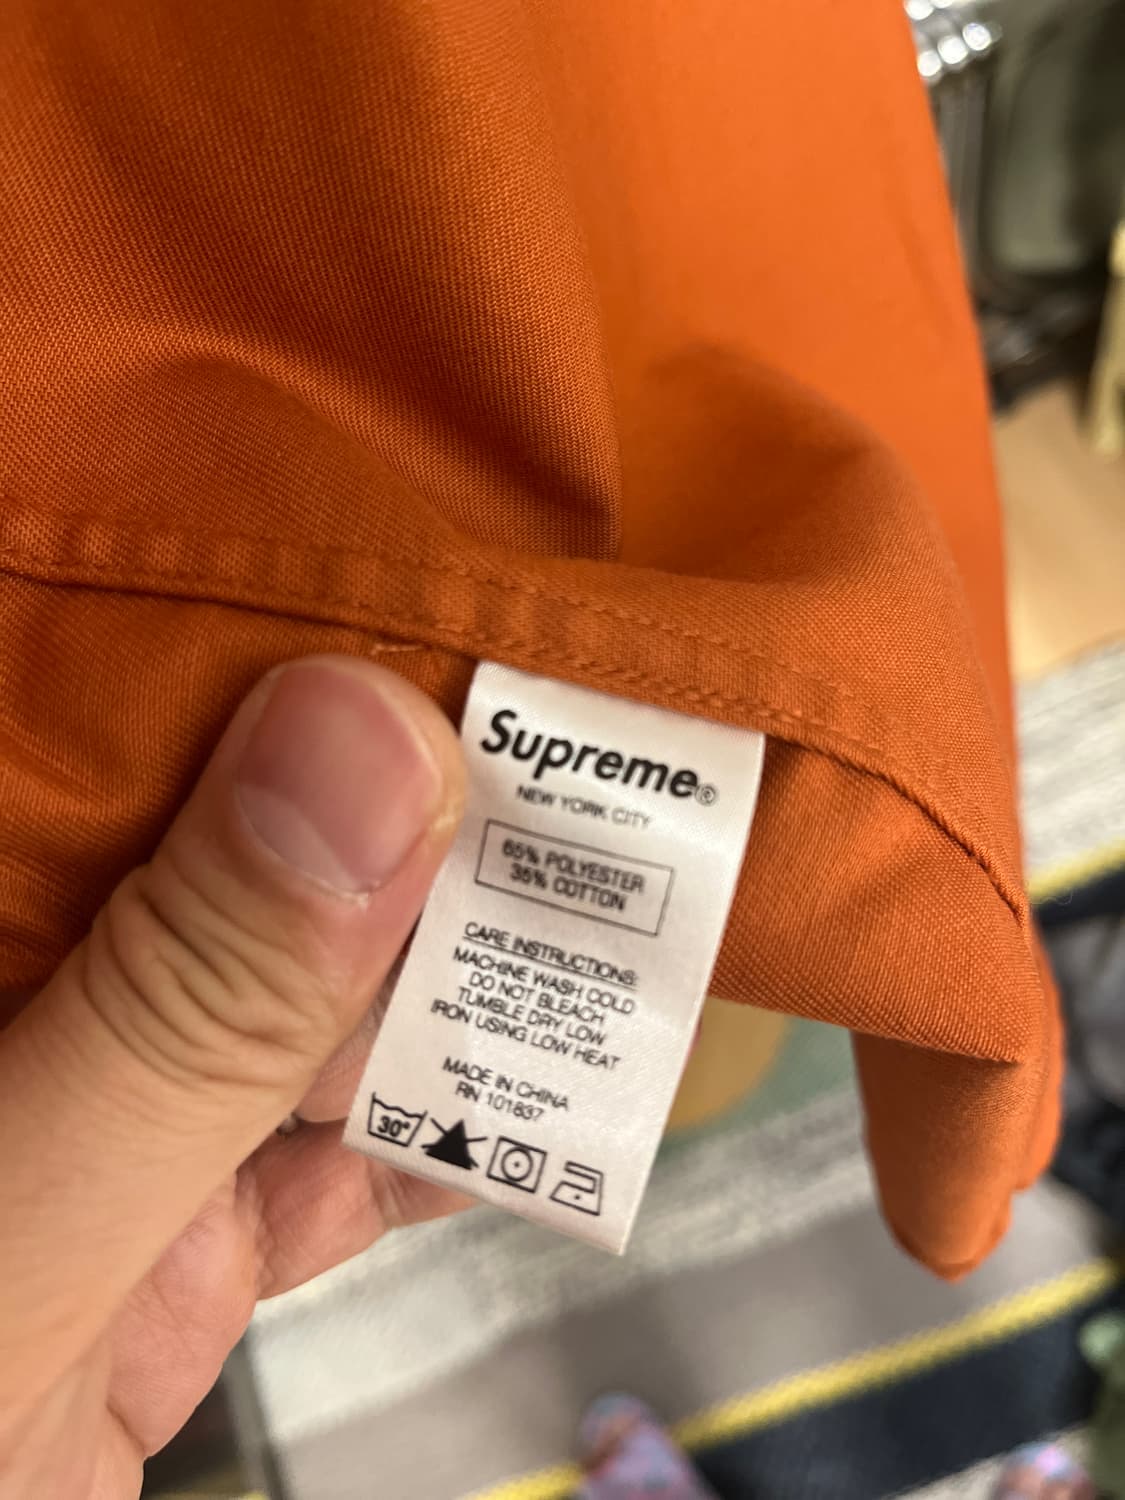 Supreme®
NEW YORK CITY
65% POLYESTER
35% COTTON
CARE INSTRUCTIONS:
MACHINE WASH COLD
DO NOT BLEACH
TUMBLE DRY LOW
IRON USING LOW HEAT
MADE IN CHINA
RN 101837
30°